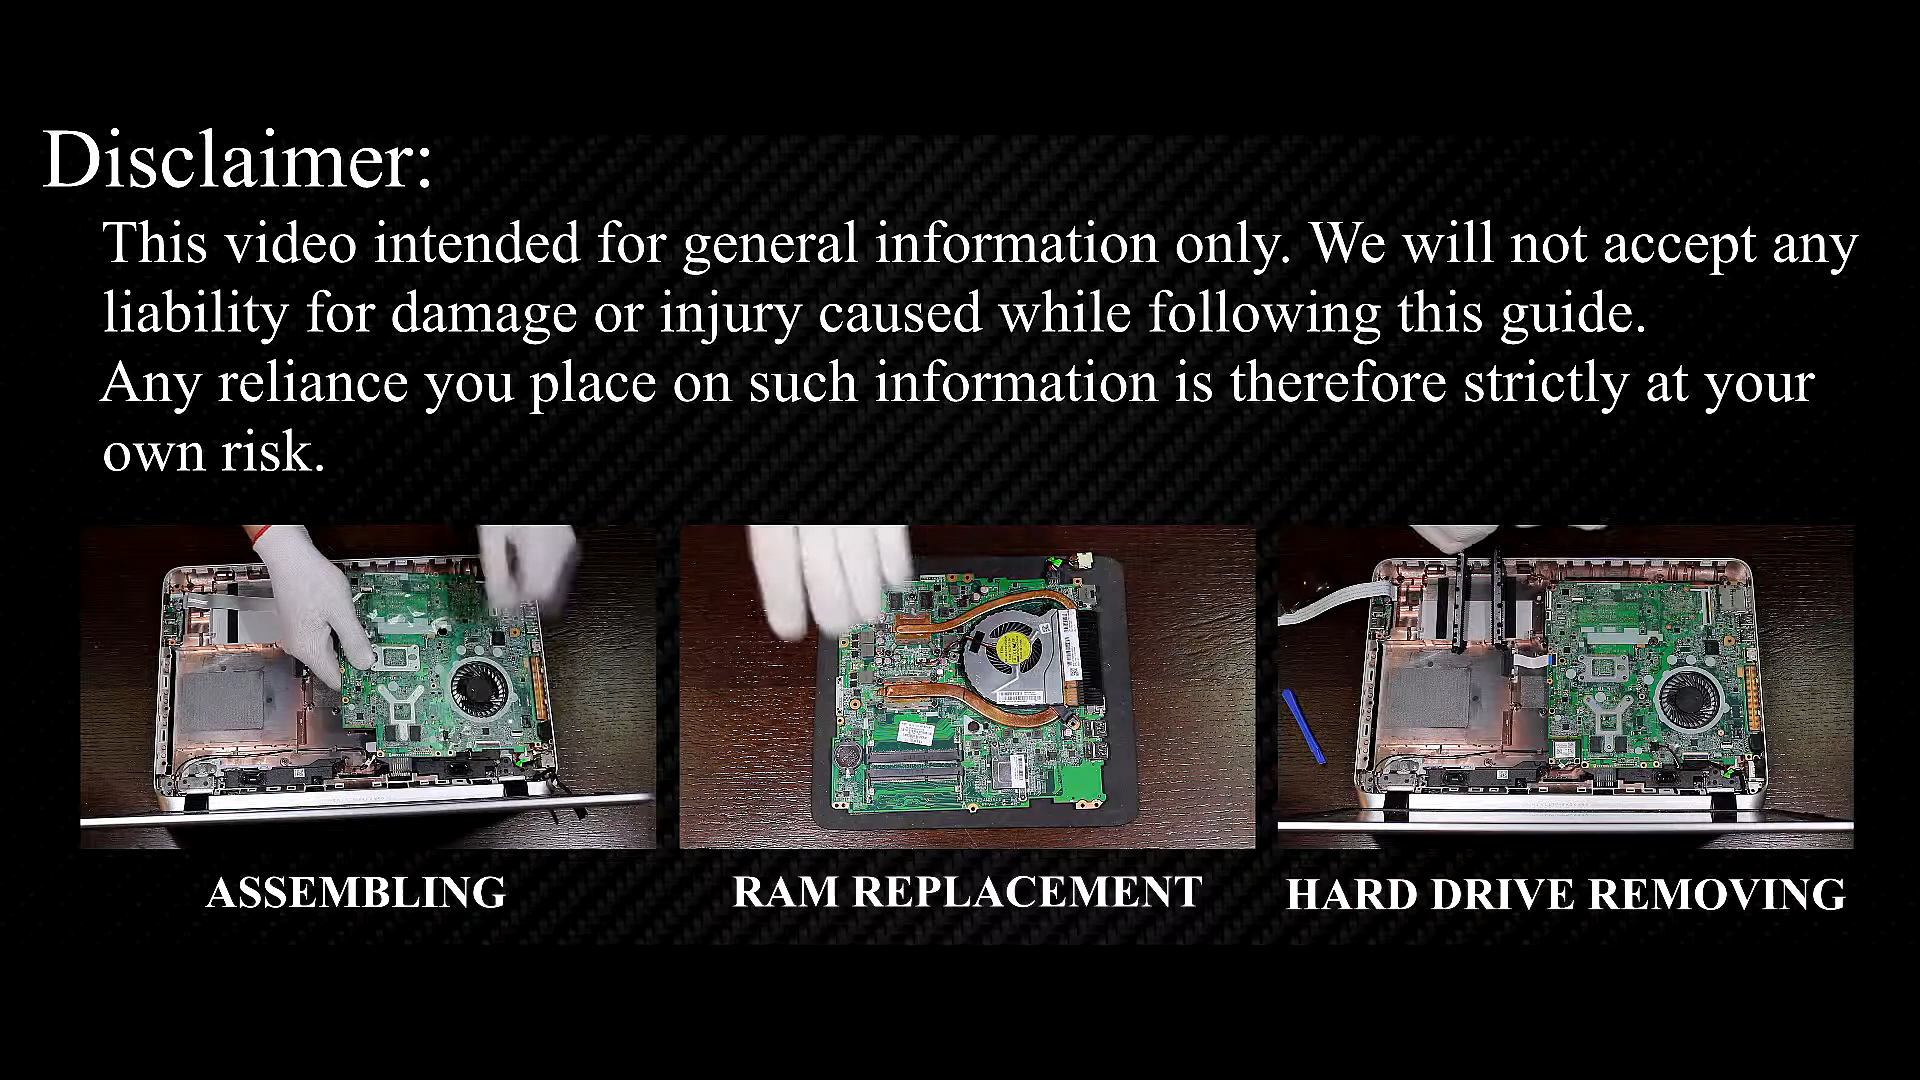 Disclaimer:
This video intended for general information only. We will not accept any
liability for damage or injury caused while following this guide.
Any reliance you place on such information is therefore strictly at your
own risk.
ASSEMBLING
RAM REPLACEMENT
HARD DRIVE REMOVING